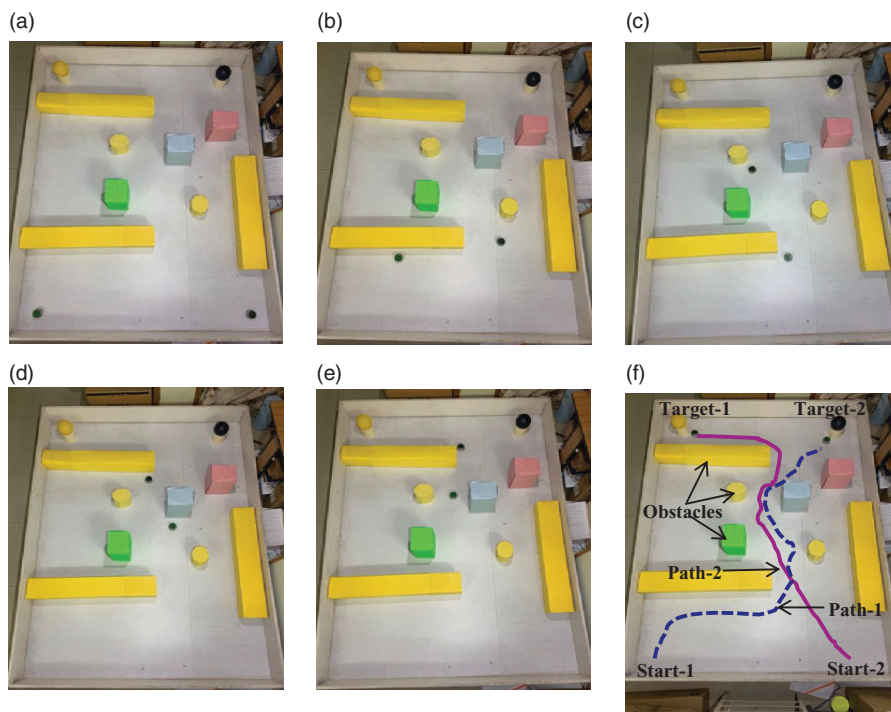 (a)
(b)
(c)
(d)
(e)
(f)
Target-1
Target-2
Obstacles
Path-2
Path-1
Start-1
Start-2